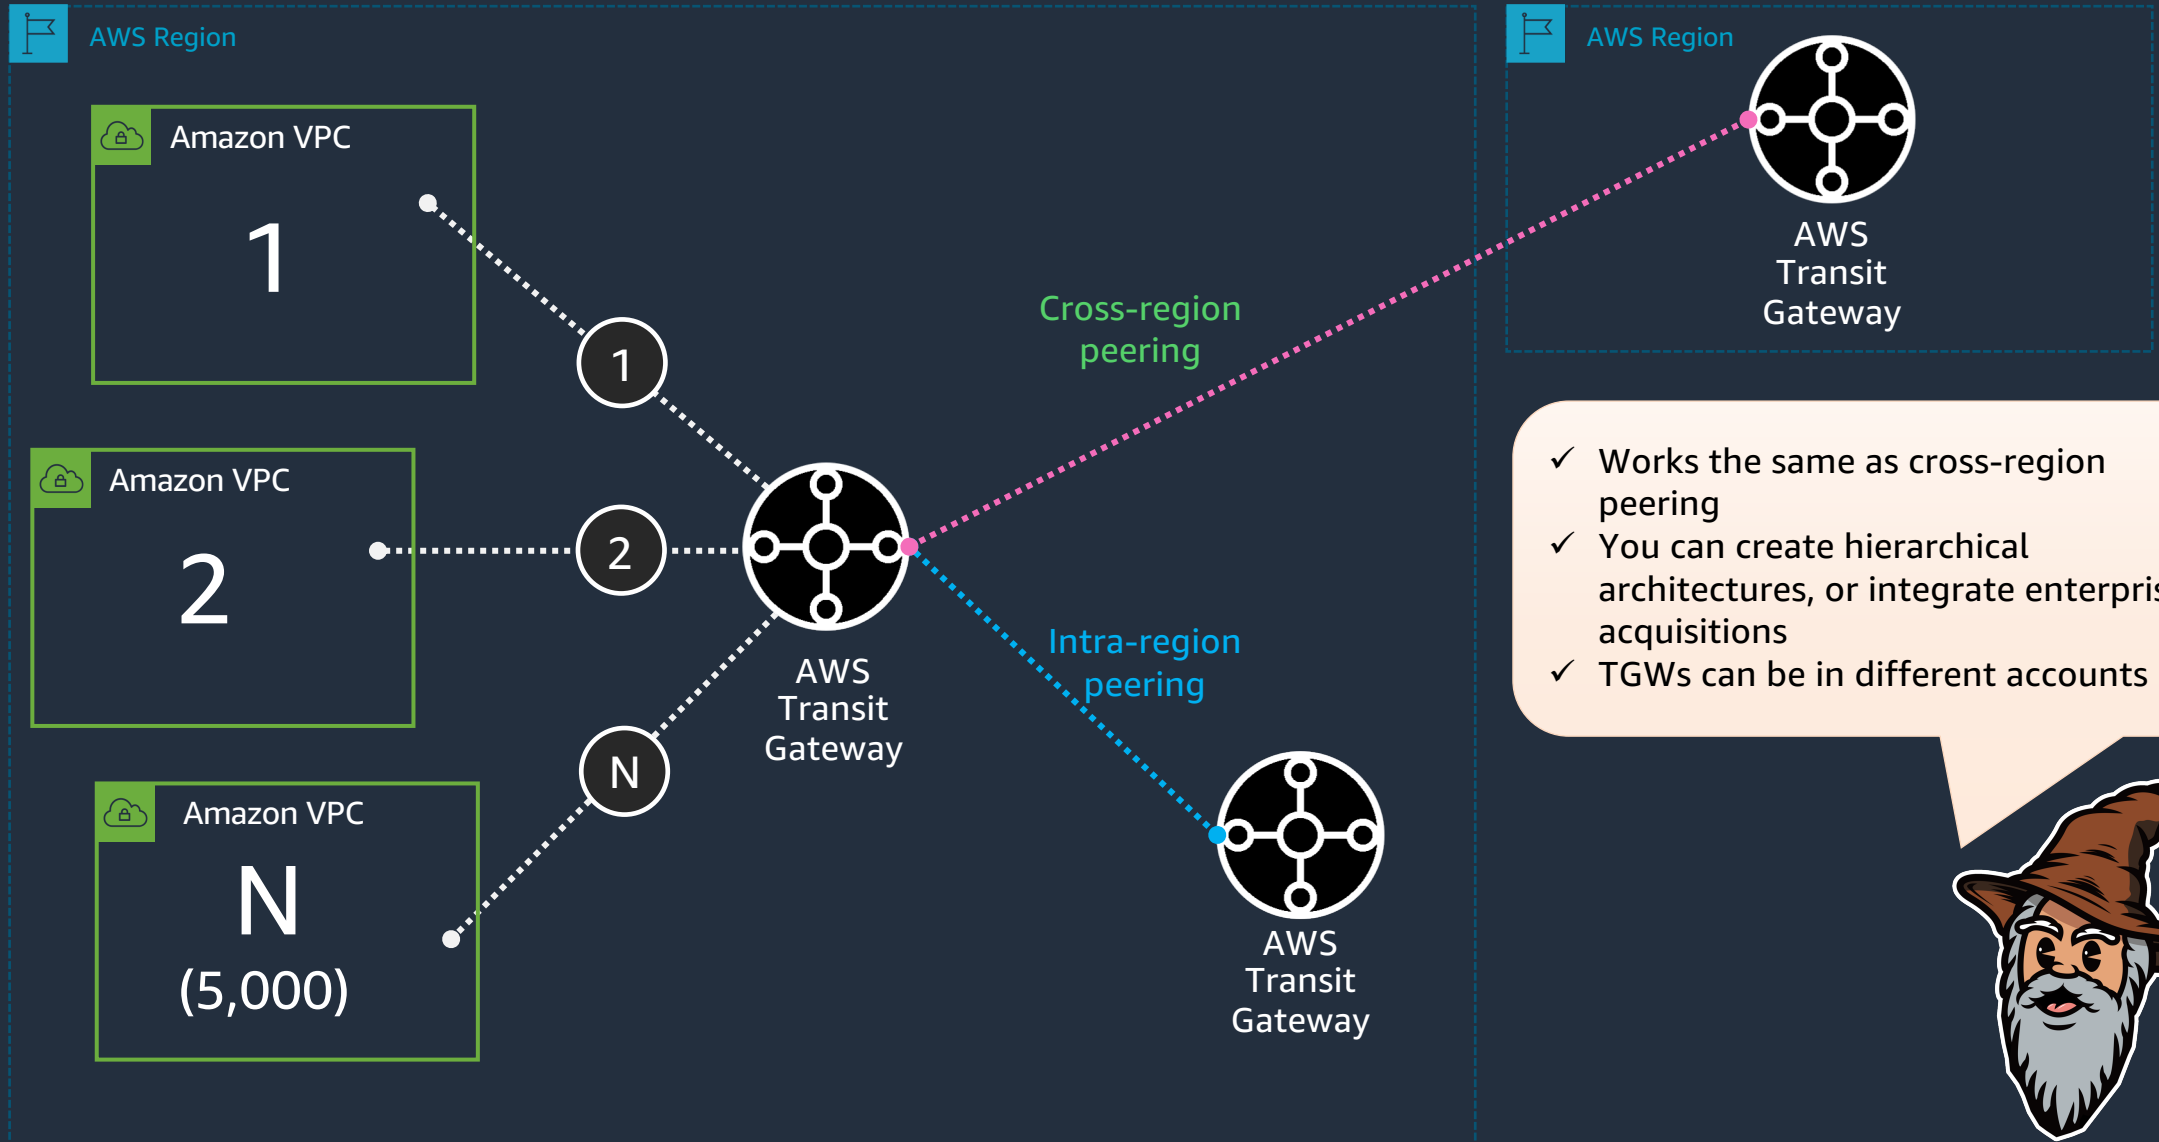 AWS Region
Amazon VPC
1
1
Amazon VPC
2
2
Amazon VPC
N
(5,000)
N
AWS
Transit
Gateway
Cross-region
peering
Intra-region
peering
AWS
Transit
Gateway
AWS Region
AWS
Transit
Gateway
✓ Works the same as cross-region
peering
✓ You can create hierarchical
architectures, or integrate
acquisitions
✓ TGWs can be in different accounts